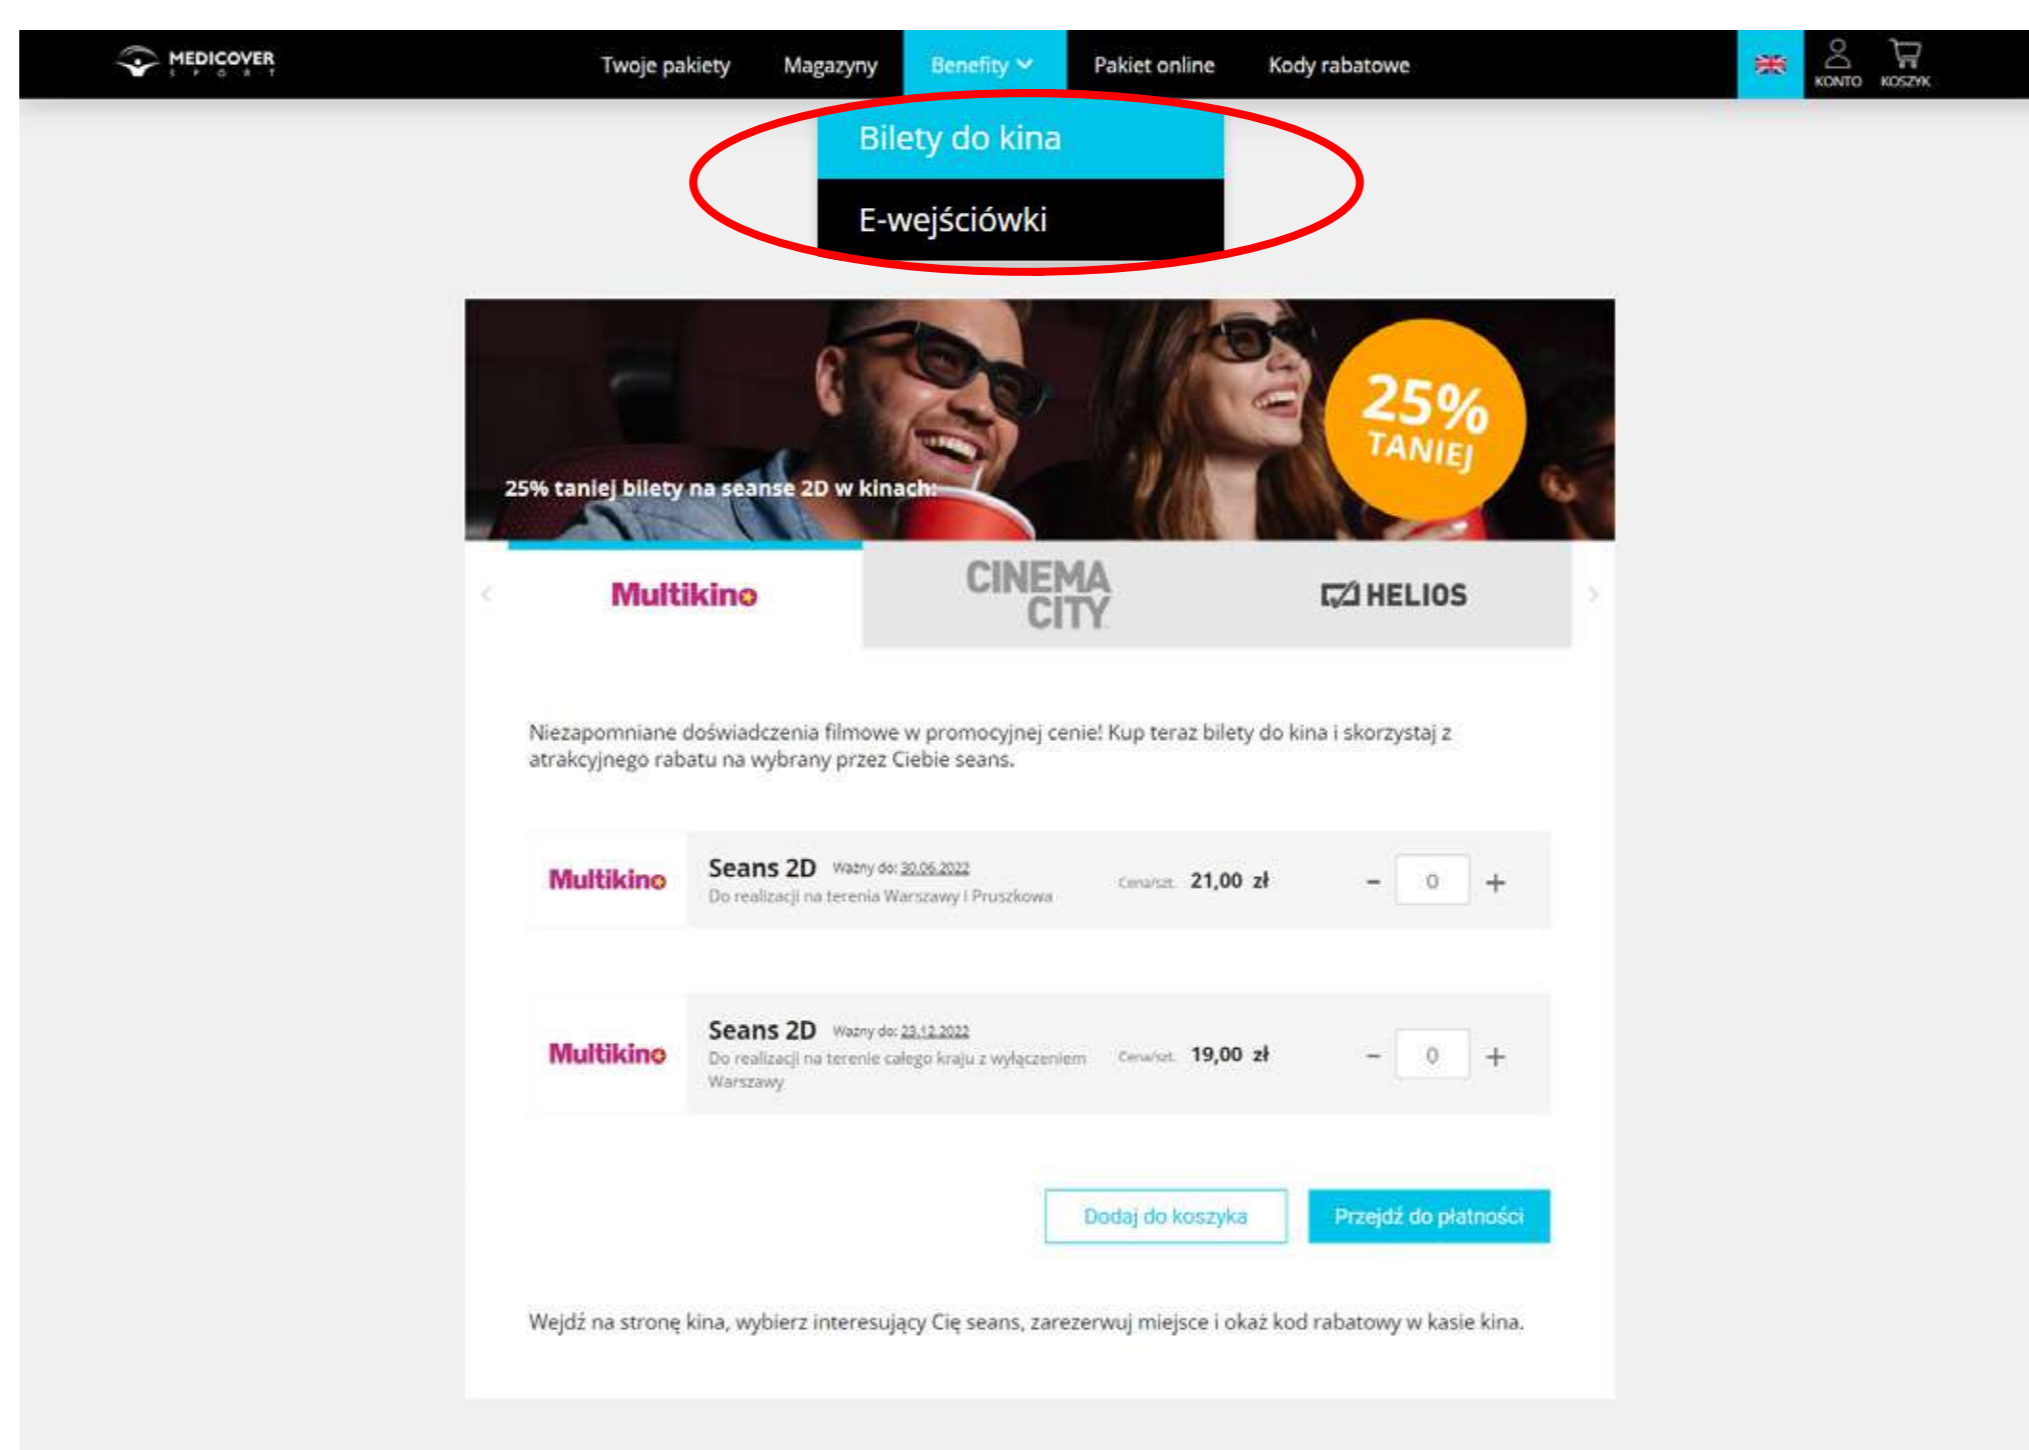 MEDICOVER
SPORT
Twoje pakiety
Magazyny
Benefity
Pakiet online
Kody rabatowe
KONTO
KOSZYK
Bilety do kina
E-wejściówki
25%
TANIEJ
25% taniej bilety na seanse 2D w kinach:
Multikino
CINEMA
CITY
HELIOS
Niezapomniane doświadczenia filmowe w promocyjnej cenie! Kup teraz bilety do kina i skorzystaj z
atrakcyjnego rabatu na wybrany przez Ciebie seans.
Multikino
Seans 2D Ważny do: 30.06.2022
Do realizacji na terenia Warszawy i Pruszkowa
Cena/szt. 21,00 zł
- 0 +
Multikino
Seans 2D Ważny do: 23.12.2022
Do realizacji na terenie całego kraju z wyłączeniem
Warszawy
Cena/szt. 19,00 zł
- 0 +
Dodaj do koszyka
Przejdź do płatności
Wejdź na stronę kina, wybierz interesujący Cię seans, zarezerwuj miejsce i okaż kod rabatowy w kasie kina.